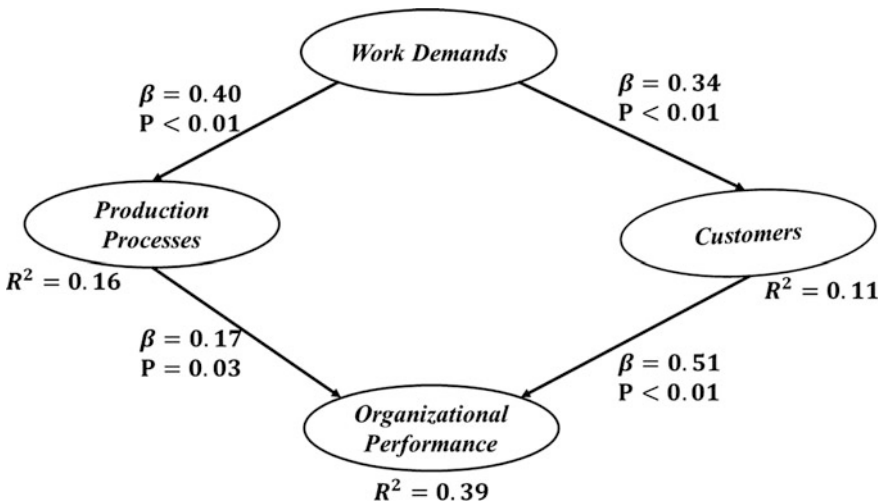 Work Demands
β = 0.40
P < 0.01
β = 0.34
P < 0.01
Production
Processes
Customers
R² = 0.16
R² = 0.11
β = 0.17
P = 0.03
β = 0.51
P < 0.01
Organizational
Performance
R² = 0.39